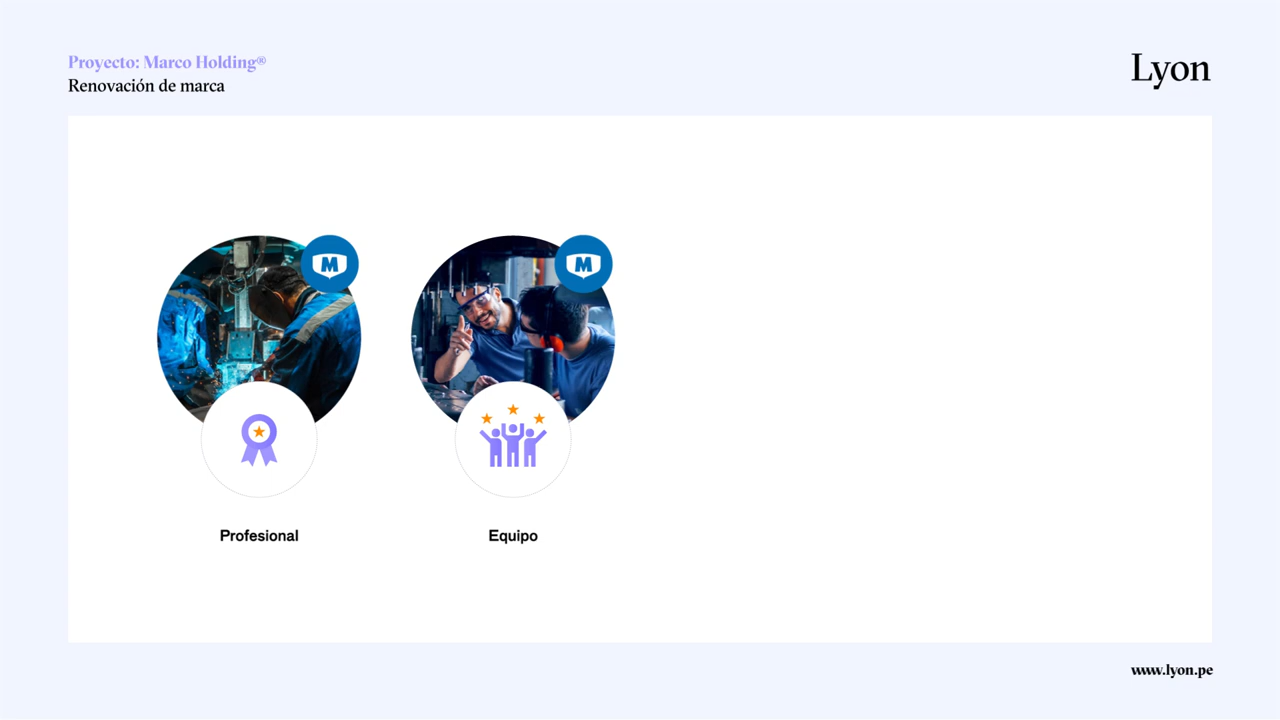 Proyecto: Marco Holding®
Renovación de marca
Lyon
M
M
Profesional
Equipo
www.lyon.pe